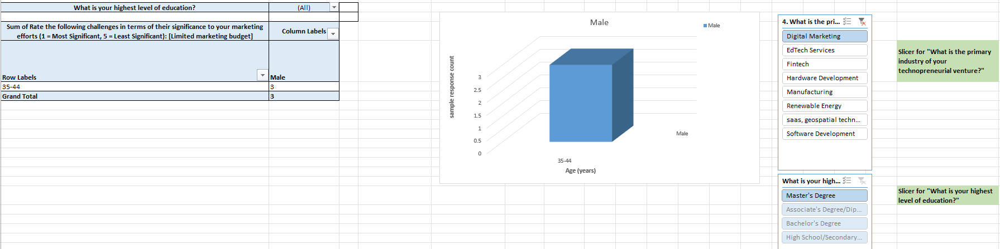 What is your highest level of education? (All)
Sum of Rate the following challenges in terms of their significance to your marketing
efforts (1 = Most Significant, 5 = Least Significant): [Limited marketing budget]
Column Labels
Row Labels
Male
35-44 3
Grand Total 3
Male
Male
sample response count
3
2.5
2
1.5
1
0.5
0
Male
35-44
Age (years)
4. What is the pri...
Digital Marketing
EdTech Services
Fintech
Hardware Development
Manufacturing
Renewable Energy
saas, geospatial techn...
Software Development
Slicer for "What is the primary
industry of your
technopreneurial venture?"
What is your high...
Master's Degree
Associate's Degree/Dip...
Bachelor's Degree
High School/Secondary...
Slicer for "What is your highest
level of education?"